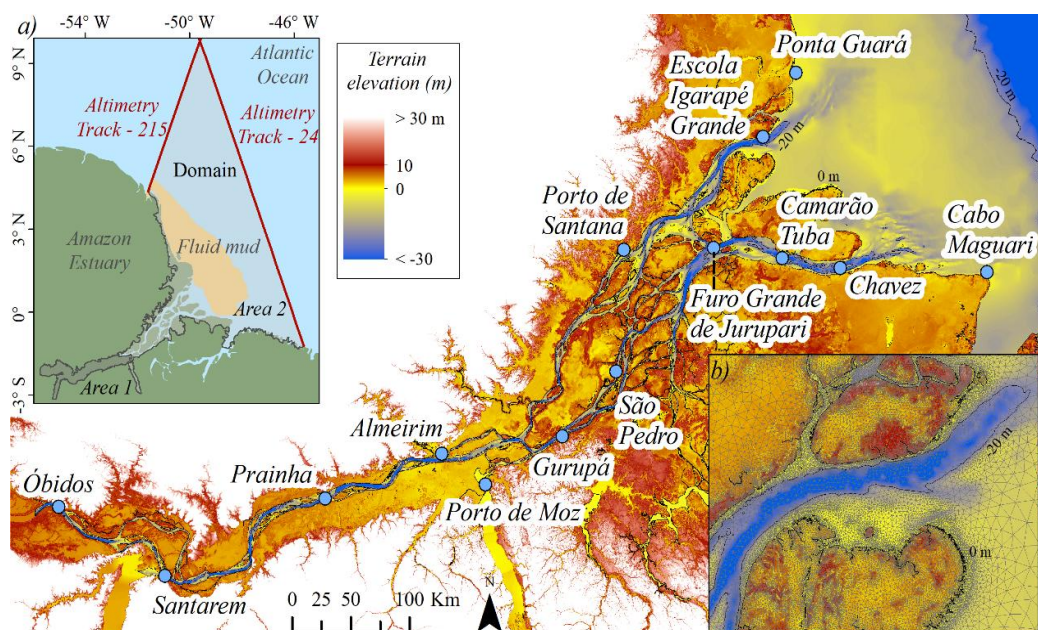 a)
-54° W
-50° W
-46° W
9°N
6°N
3°N
0°
-3°S
Atlantic
Ocean
Altimetry
Track - 215
Altimetry
Track - 24
Domain
Fluid mud
Amazon
Estuary
Area 2
Area 1
Terrain
elevation (m)
> 30 m
10
0
< -30
Ponta Guará
Escola
Igarapé
Grande
-20 m
-20 m
0 m
Porto de
Santana
Camarão
Tuba
Cabo
Maguari
Chavez
Furo Grande
de Jurupari
São
Pedro
Almeirim
Gurupá
Prainha
Porto de Moz
Óbidos
Santarem
N
0 25 50 100 Km
b)
-20 m
0 m